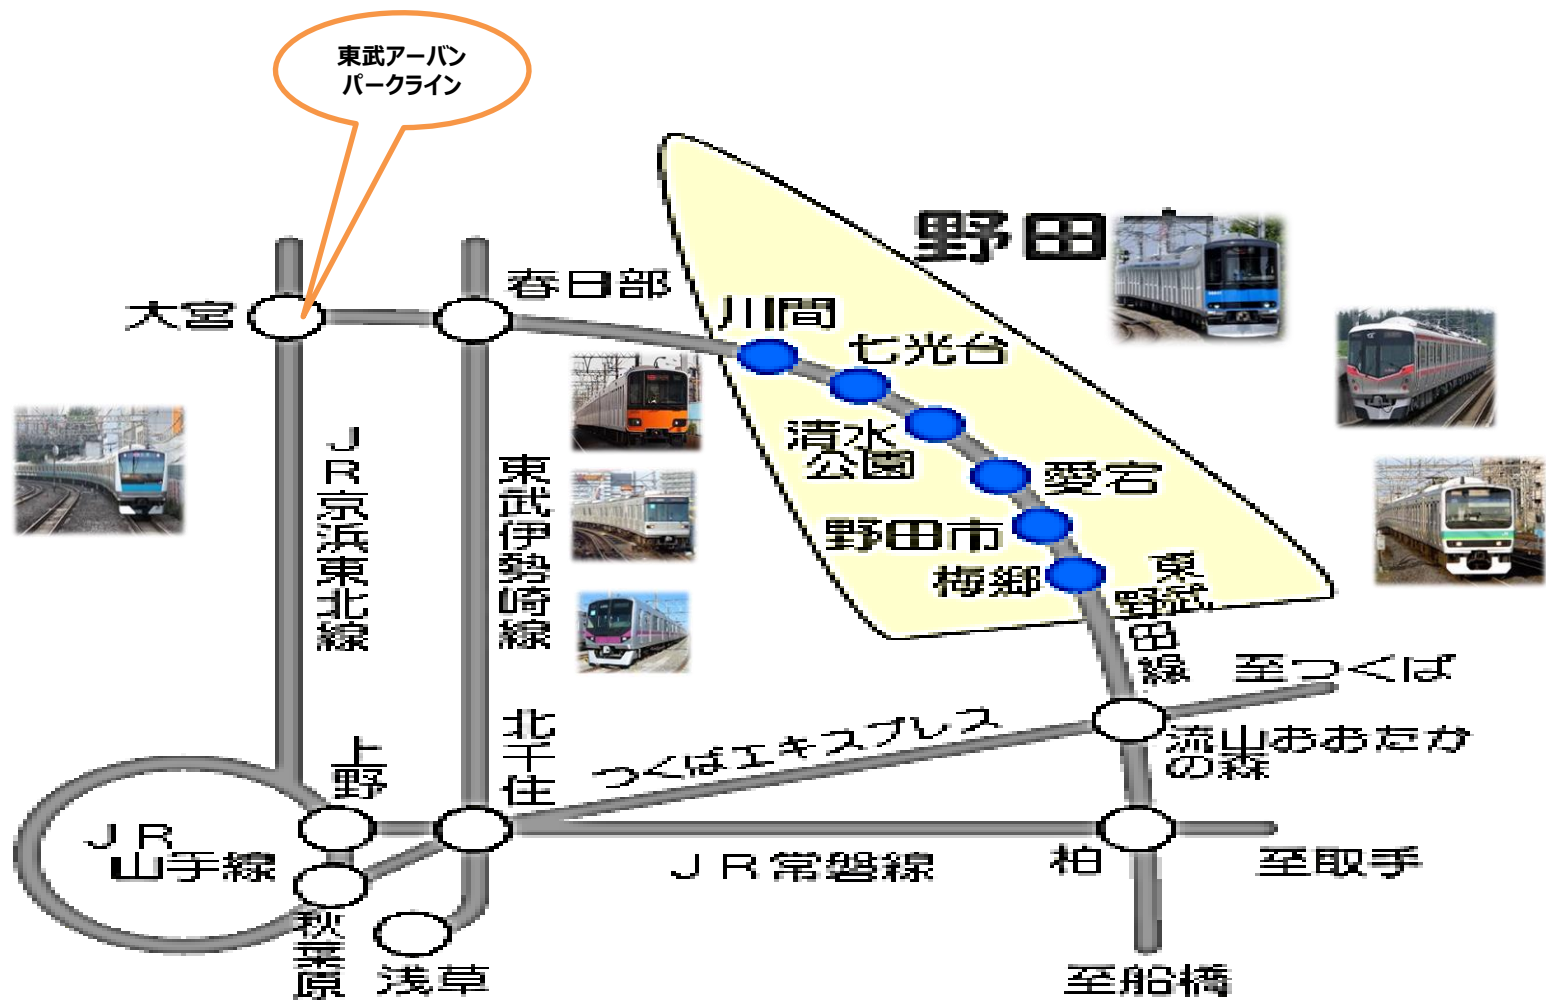 東武アーバン
パークライン
野田
大宮
春日部
川間
七光台
清水
公園
愛宕
野田市
梅郷
東武
野田線
JR京浜東北線
東武伊勢崎線
至つくば
つくばエキスプレス
流山おおたか
の森
上野
北千住
JR
山手線
JR常磐線
柏
至取手
秋葉原
浅草
至船橋